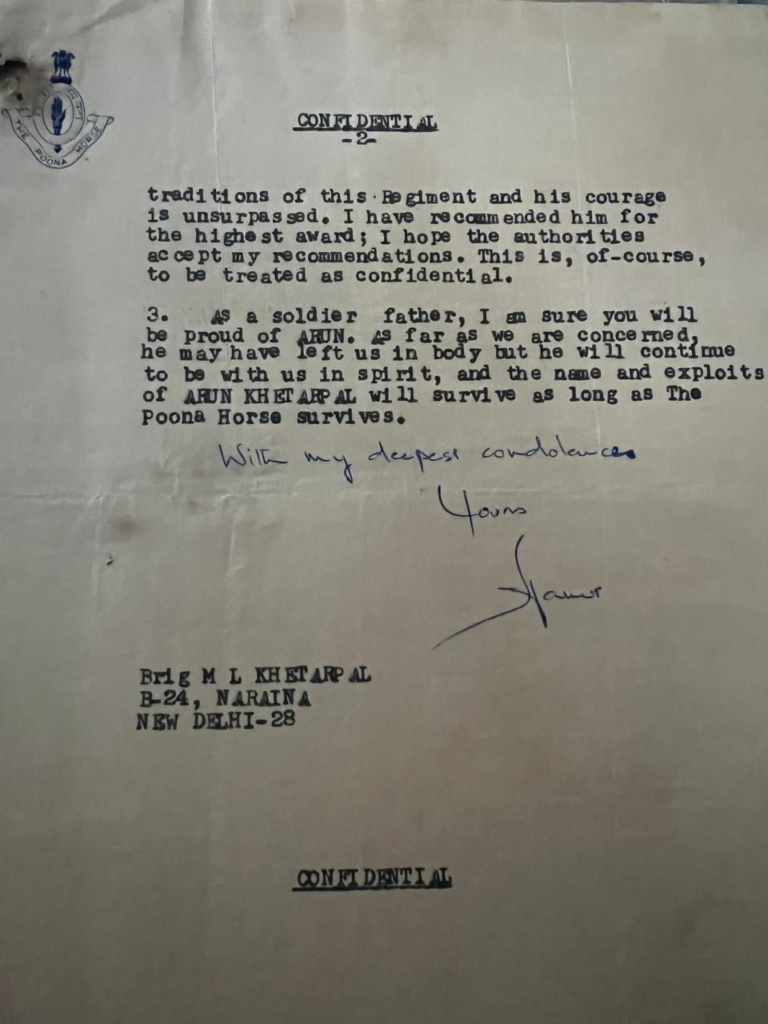 THE POONA HORSE
CONFIDENTIAL
-2-
traditions of this Regiment and his courage
is unsurpassed. I have recommended him for
the highest award; I hope the authorities
accept my recommendations. This is, of-course,
to be treated as confidential.
3. As a soldier father, I am sure you will
be proud of ARUN. As far as we are concerned,
he may have left us in body but he will continue
to be with us in spirit, and the name and exploits
of ARUN KHETARPAL will survive as long as The
Poona Horse survives.
With my deepest condolences
Yours
Brig M L KHETARPAL
B-24, NARAINA
NEW DELHI-28
CONFIDENTIAL